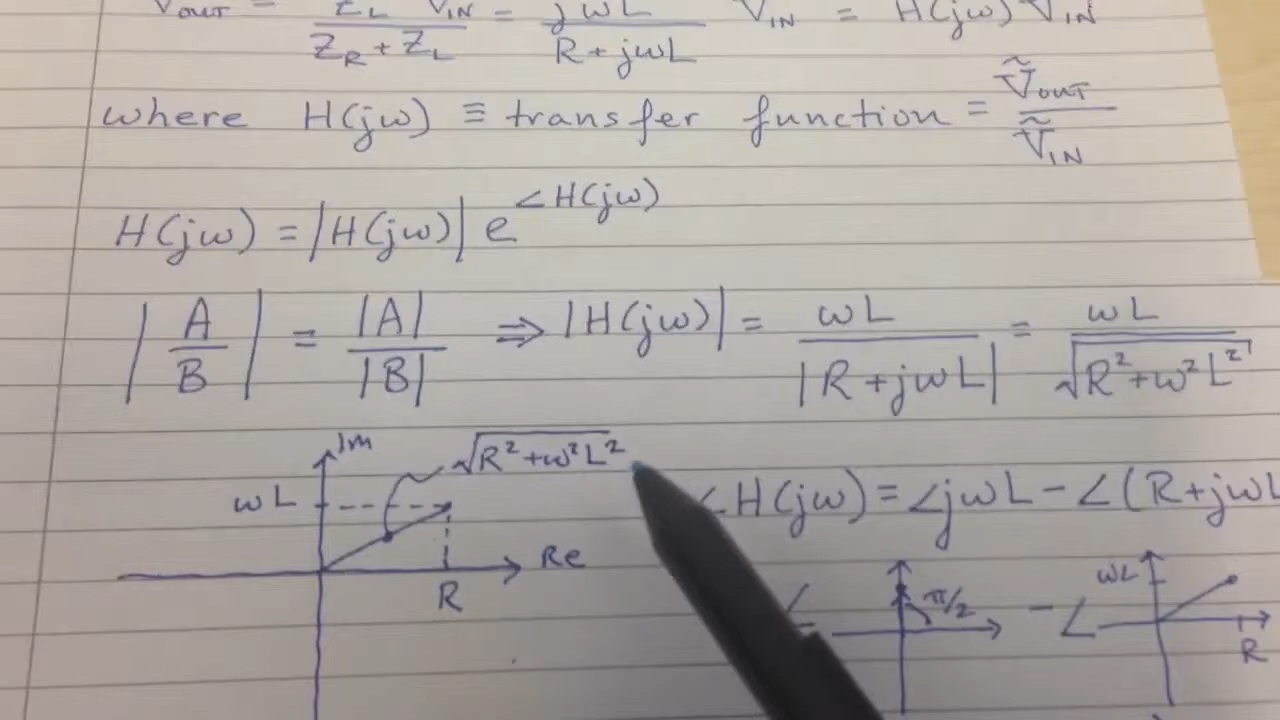 V_OUT = Z_L V_IN / (Z_R + Z_L) = jωL / (R + jωL) V_IN = H(jω) Ṽ_IN
where H(jω) ≡ transfer function = Ṽ_OUT / Ṽ_IN
H(jω) = |H(jω)| e^∠H(jω)
|A/B| = |A| / |B| ⇒ |H(jω)| = ωL / |R + jωL| = ωL / √(R² + ω²L²)
Im
√(R² + ω²L²)
ωL
Re
R
∠H(jω) = ∠jωL − ∠(R + jωL
∠ π/2 − ∠ ωL
R